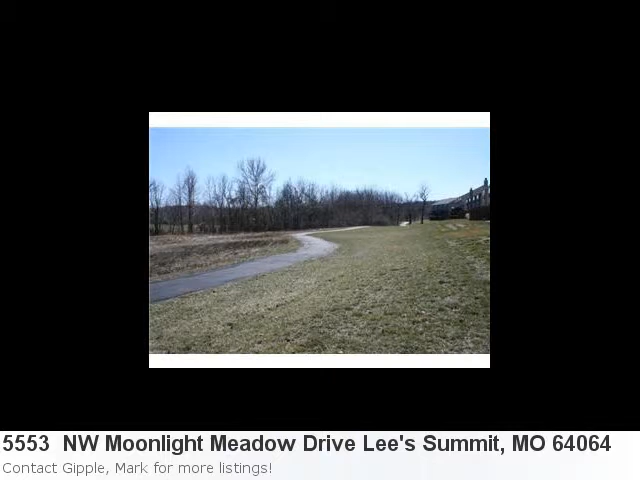 5553  NW Moonlight Meadow Drive Lee's Summit, MO 64064
Contact Gipple, Mark for more listings!